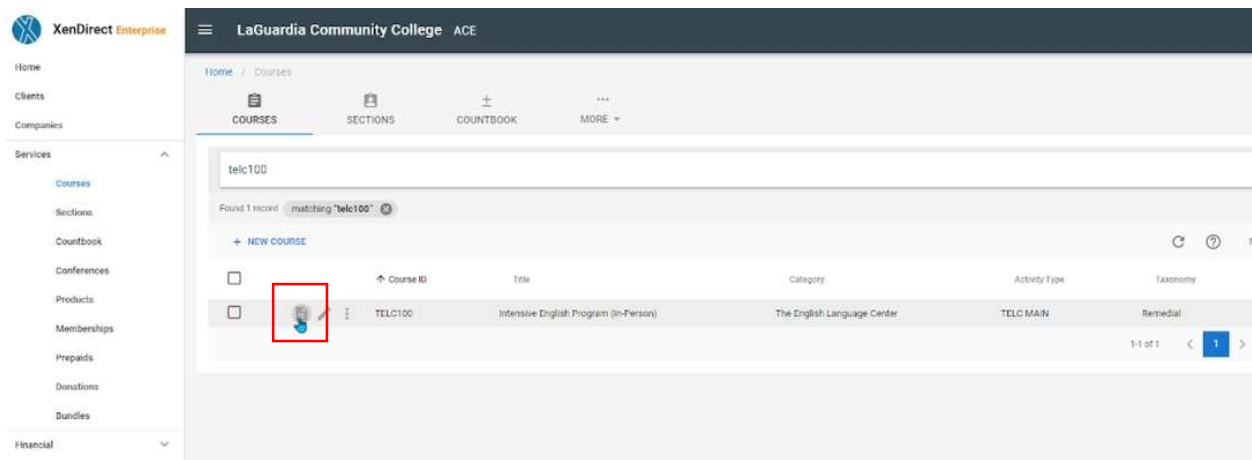 XenDirect Enterprise
LaGuardia Community College ACE
Home
Clients
Companies
Services
Courses
Sections
Countbook
Conferences
Products
Memberships
Prepaids
Donations
Bundles
Financial
Home / Courses
COURSES SECTIONS COUNTBOOK MORE
telc100
Found 1 record matching "telc100"
+ NEW COURSE
Course ID Title Category Activity Type Taxonomy
TELC100 Intensive English Program (In-Person) The English Language Center TELC MAIN Remedial
1-1 of 1 < 1 >